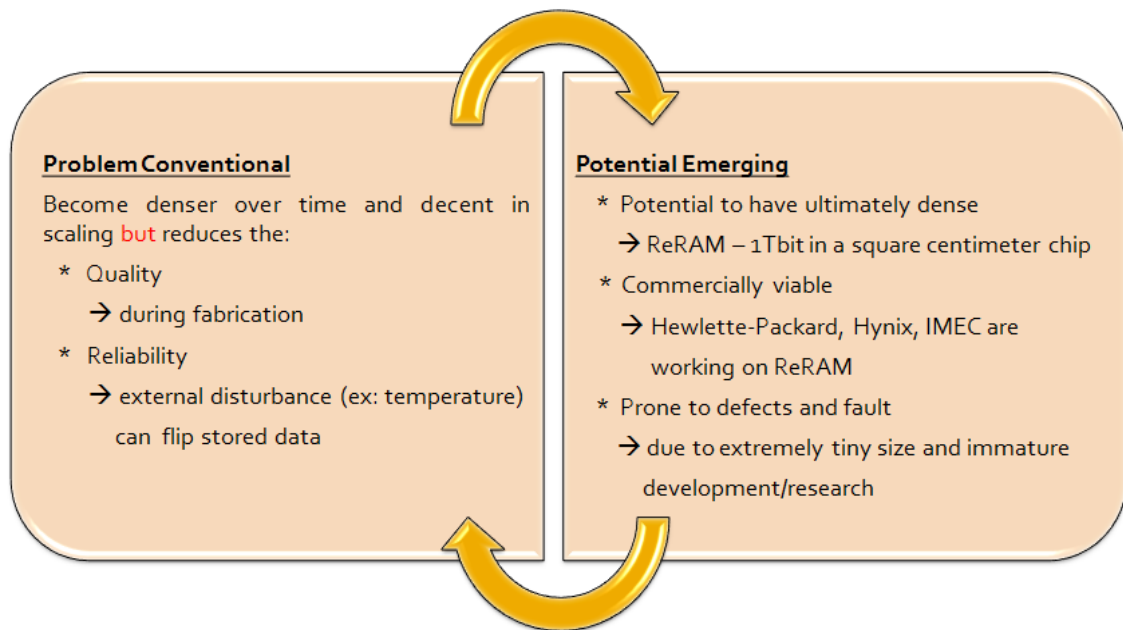 Problem Conventional
Become denser over time and decent in
scaling but reduces the:
* Quality
→ during fabrication
* Reliability
→ external disturbance (ex: temperature)
can flip stored data
Potential Emerging
* Potential to have ultimately dense
→ ReRAM – 1Tbit in a square centimeter chip
* Commercially viable
→ Hewlette-Packard, Hynix, IMEC are
working on ReRAM
* Prone to defects and fault
→ due to extremely tiny size and immature
development/research